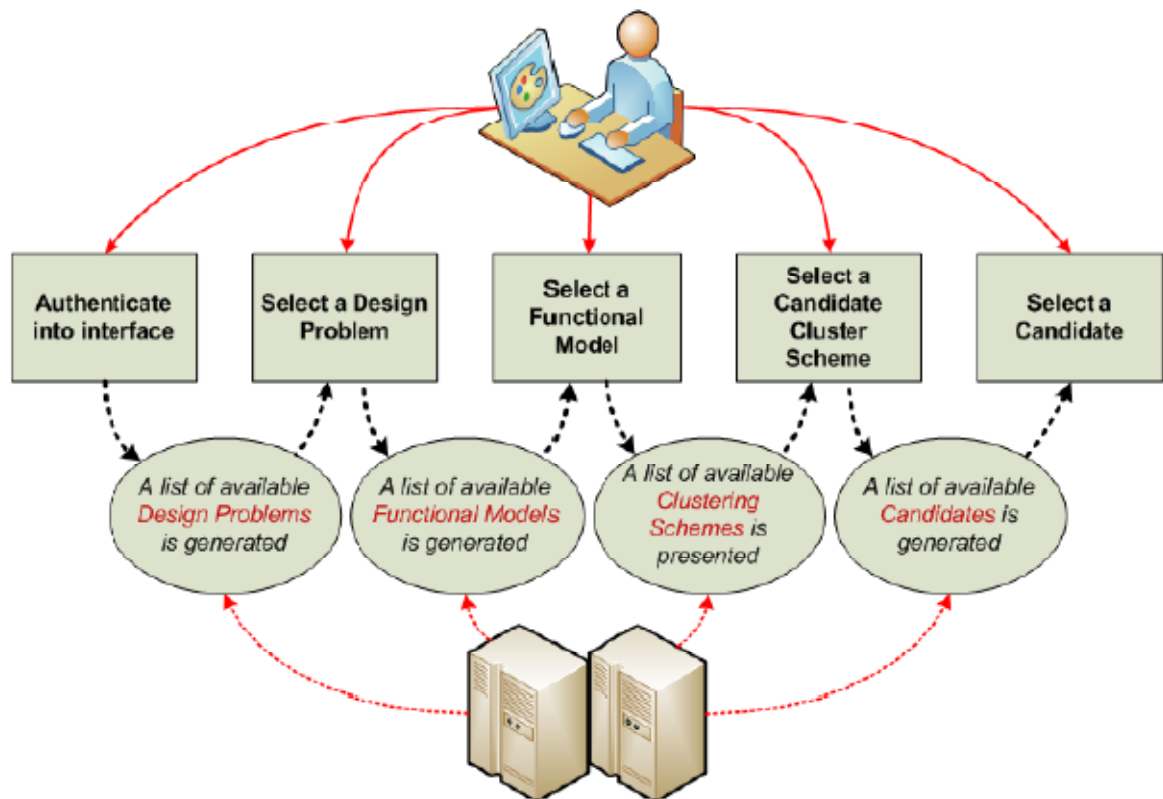 Authenticate
into interface
Select a Design
Problem
Select a
Functional
Model
Select a
Candidate
Cluster
Scheme
Select a
Candidate
A list of available
Design Problems
is generated
A list of available
Functional Models
is generated
A list of available
Clustering
Schemes is
presented
A list of available
Candidates is
generated